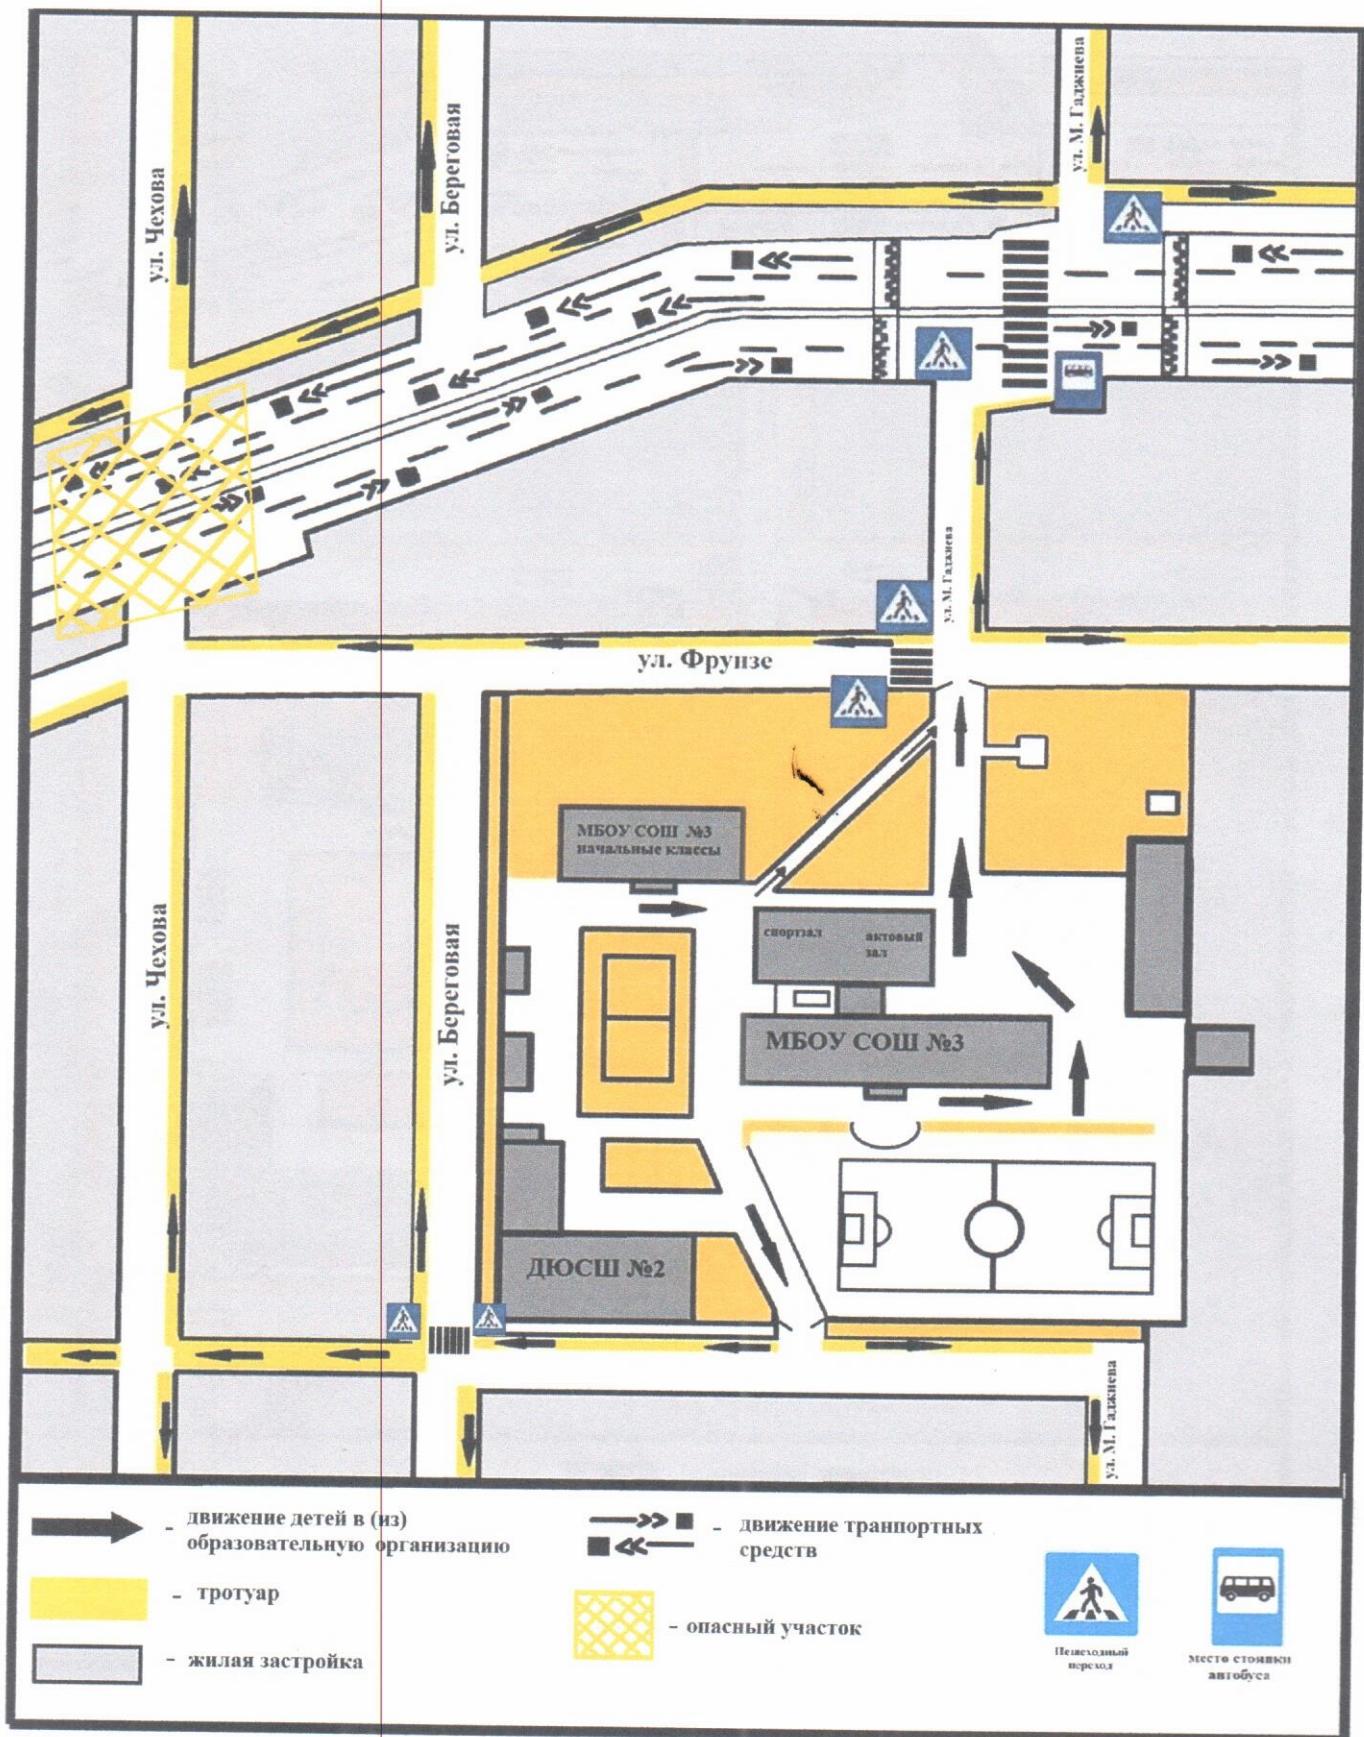 ул. Чехова
ул. Береговая
ул. М. Гаджиева
ул. М. Гаджиева
ул. Фрунзе
МБОУ СОШ №3
начальные классы
спортзал
актовый
зал
МБОУ СОШ №3
ул. Чехова
ул. Береговая
ДЮСШ №2
ул. М. Гаджиева
- движение детей в (из)
образовательную организацию
- тротуар
- жилая застройка
- движение транпортных
средств
- опасный участок
Пешеходный
переход
место стоянки
автобуса